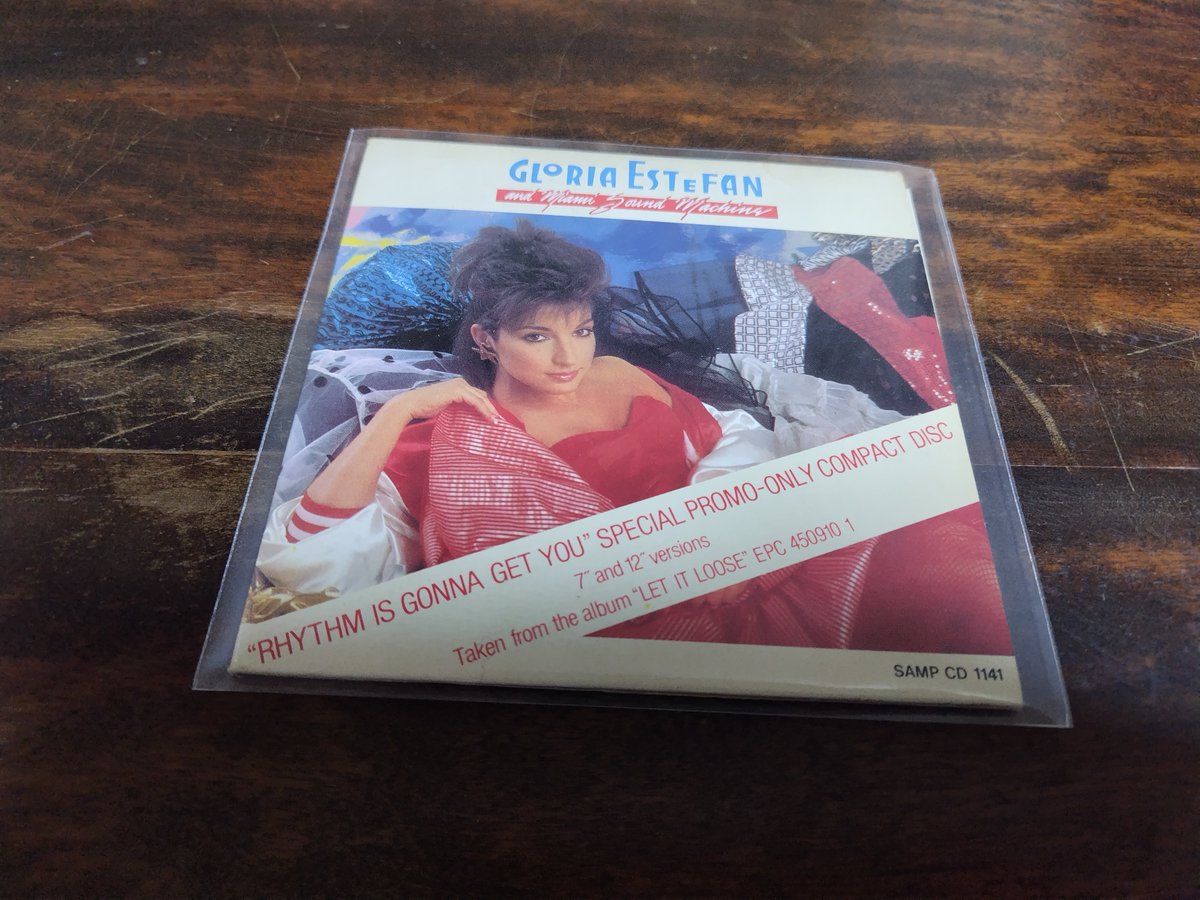 GLORIA ESTEFAN
and Miami Sound Machine
“RHYTHM IS GONNA GET YOU” SPECIAL PROMO-ONLY COMPACT DISC
7″ and 12″ versions
Taken from the album “LET IT LOOSE” EPC 450910 1
SAMP CD 1141